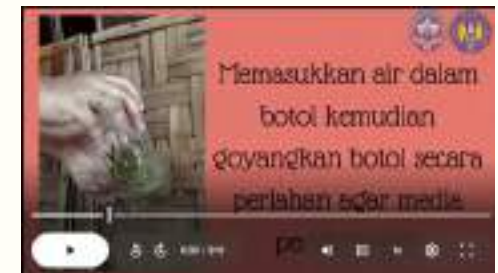 Memasukkan air dalam
botol kemudian
goyangkan botol secara
perlahan agar media